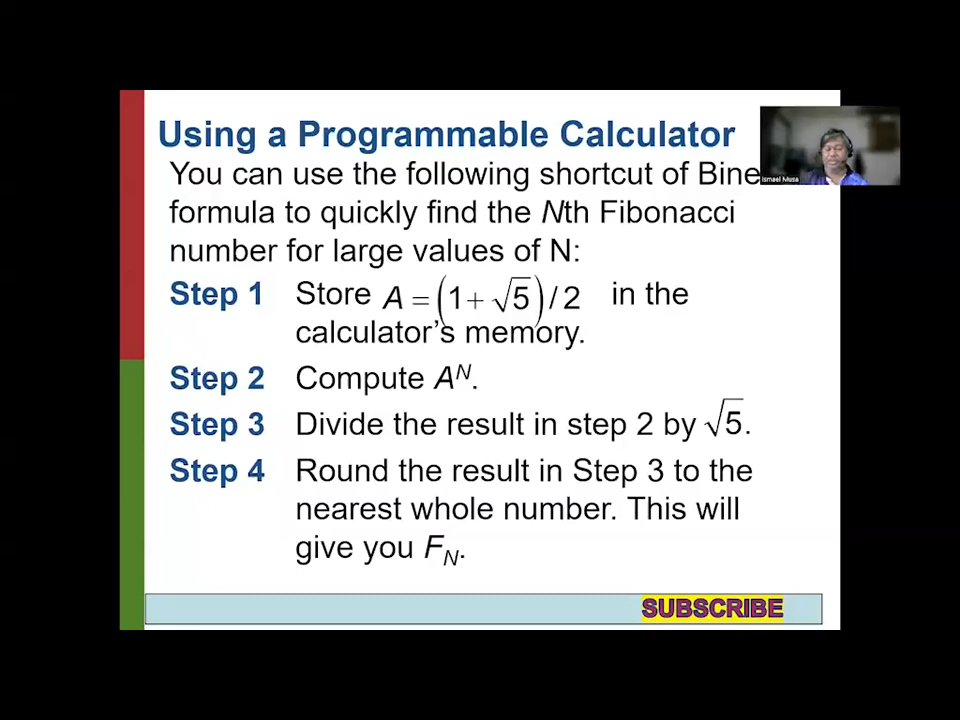 Using a Programmable Calculator
You can use the following shortcut of Bine
formula to quickly find the Nth Fibonacci
number for large values of N:
Step 1 Store A = (1 + √5) / 2 in the
calculator's memory.
Step 2 Compute Aᴺ.
Step 3 Divide the result in step 2 by √5.
Step 4 Round the result in Step 3 to the
nearest whole number. This will
give you F_N.
SUBSCRIBE
Ismael Musa